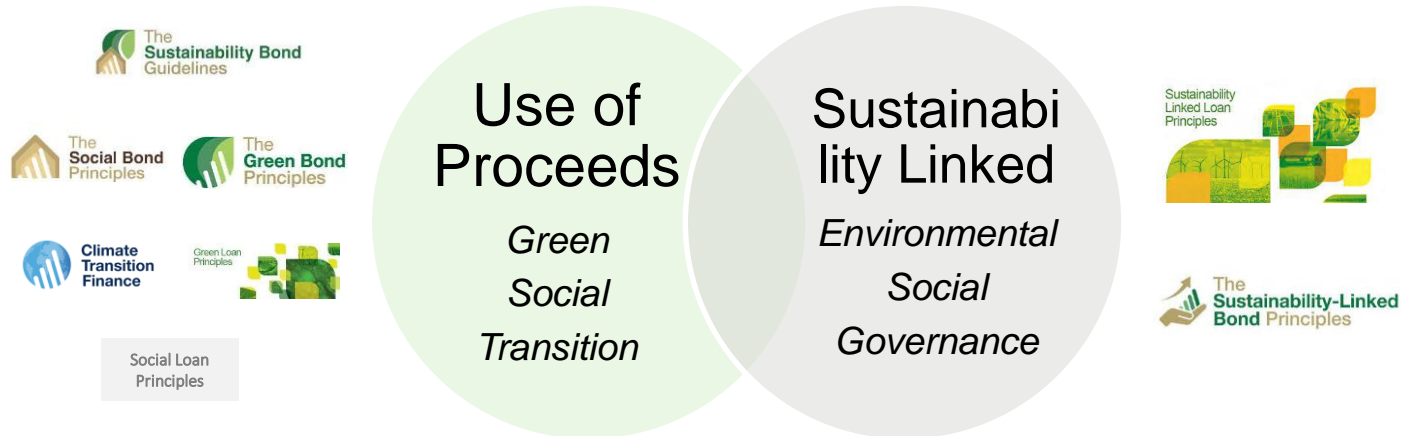 The
Sustainability Bond
Guidelines
The
Social Bond
Principles
The
Green Bond
Principles
Climate
Transition
Finance
Green Loan
Principles
Social Loan
Principles
Use of
Proceeds
Green
Social
Transition
Sustainabi
lity Linked
Environmental
Social
Governance
Sustainability
Linked Loan
Principles
The
Sustainability-Linked
Bond Principles